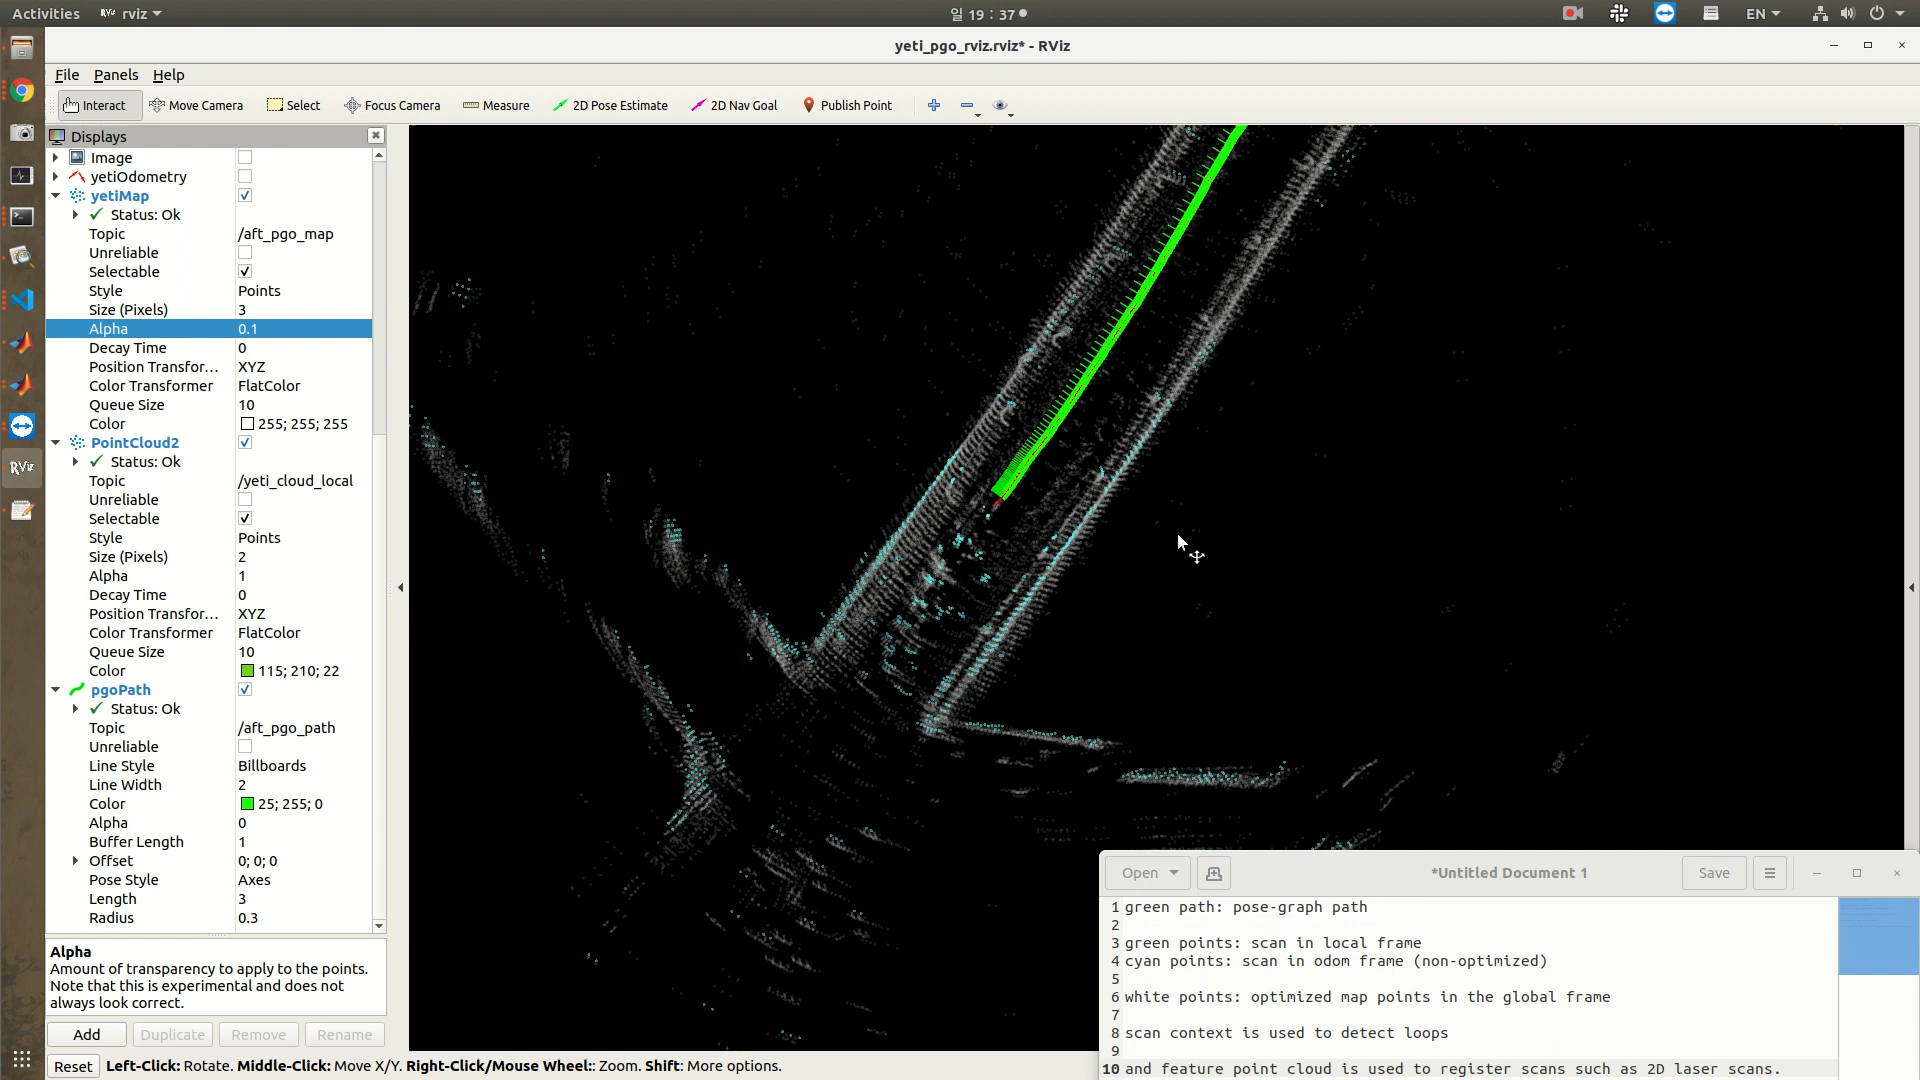 Activities
RViz rviz
일 19 : 37
EN
yeti_pgo_rviz.rviz* - RViz
File Panels Help
Interact Move Camera Select Focus Camera Measure 2D Pose Estimate 2D Nav Goal Publish Point
Displays
Image
yetiOdometry
yetiMap
Status: Ok
Topic /aft_pgo_map
Unreliable
Selectable
Style Points
Size (Pixels) 3
Alpha 0.1
Decay Time 0
Position Transfor... XYZ
Color Transformer FlatColor
Queue Size 10
Color 255; 255; 255
PointCloud2
Status: Ok
Topic /yeti_cloud_local
Unreliable
Selectable
Style Points
Size (Pixels) 2
Alpha 1
Decay Time 0
Position Transfor... XYZ
Color Transformer FlatColor
Queue Size 10
Color 115; 210; 22
pgoPath
Status: Ok
Topic /aft_pgo_path
Unreliable
Line Style Billboards
Line Width 2
Color 25; 255; 0
Alpha 0
Buffer Length 1
Offset 0; 0; 0
Pose Style Axes
Length 3
Radius 0.3
Alpha
Amount of transparency to apply to the points.
Note that this is experimental and does not
always look correct.
Add Duplicate Remove Rename
Reset Left-Click: Rotate. Middle-Click: Move X/Y. Right-Click/Mouse Wheel:: Zoom. Shift: More options.
RViz
Open *Untitled Document 1 Save
1 green path: pose-graph path
2
3 green points: scan in local frame
4 cyan points: scan in odom frame (non-optimized)
5
6 white points: optimized map points in the global frame
7
8 scan context is used to detect loops
9
10 and feature point cloud is used to register scans such as 2D laser scans.